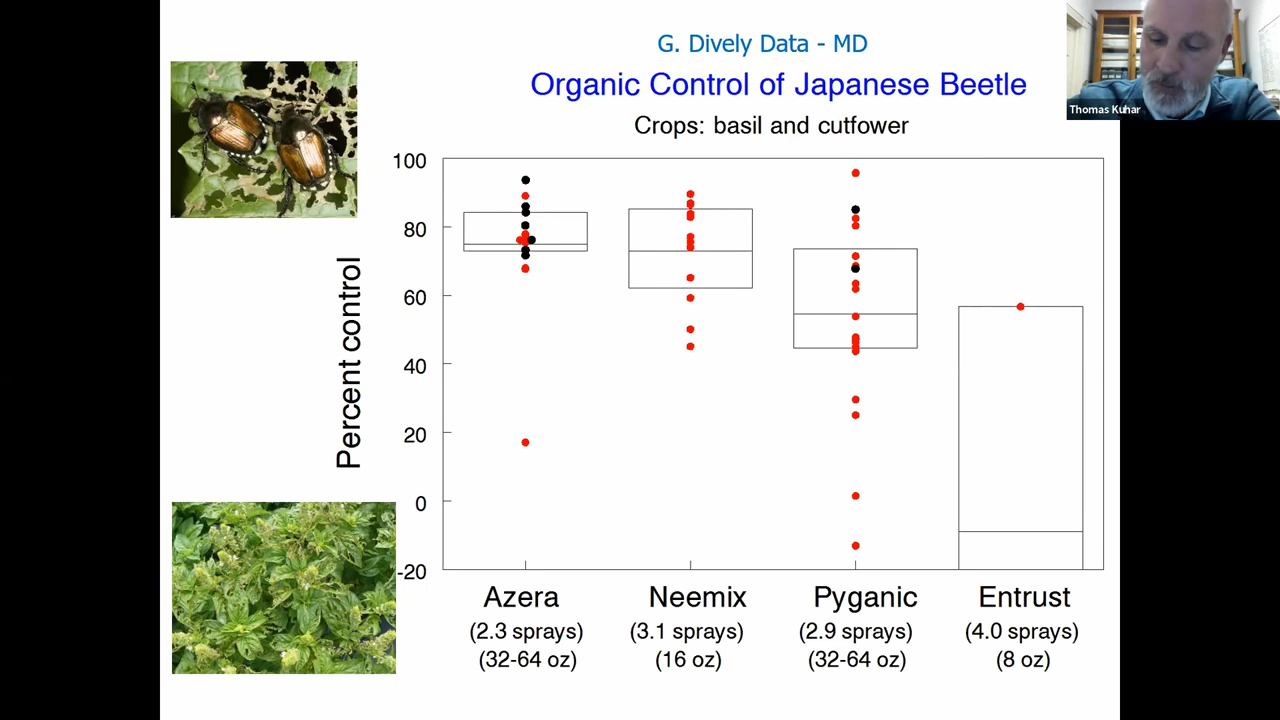 G. Dively Data - MD
Organic Control of Japanese Beetle
Crops: basil and cutfower
Thomas Kuhar
Percent control
100
80
60
40
20
0
-20
Azera Neemix Pyganic Entrust
(2.3 sprays) (3.1 sprays) (2.9 sprays) (4.0 sprays)
(32-64 oz) (16 oz) (32-64 oz) (8 oz)